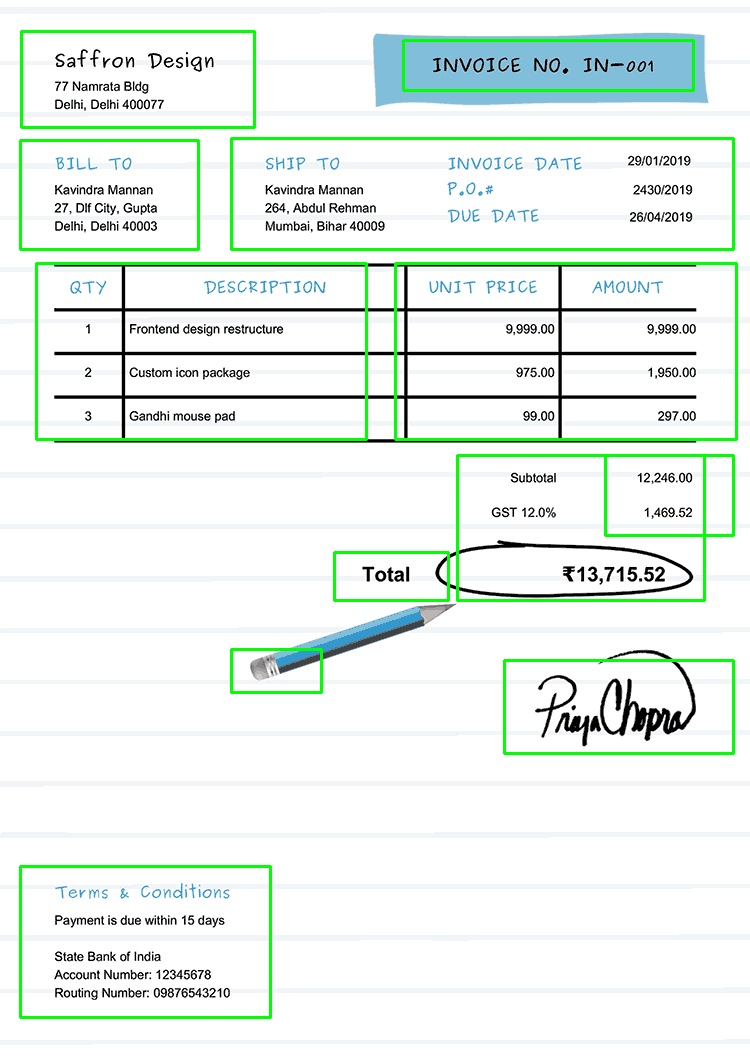 Saffron Design
77 Namrata Bldg
Delhi, Delhi 400077
INVOICE NO. IN-001
BILL TO
Kavindra Mannan
27, Dlf City, Gupta
Delhi, Delhi 40003
SHIP TO
Kavindra Mannan
264, Abdul Rehman
Mumbai, Bihar 40009
INVOICE DATE 29/01/2019
P.O.# 2430/2019
DUE DATE 26/04/2019
QTY DESCRIPTION UNIT PRICE AMOUNT
1 Frontend design restructure 9,999.00 9,999.00
2 Custom icon package 975.00 1,950.00
3 Gandhi mouse pad 99.00 297.00
Subtotal 12,246.00
GST 12.0% 1,469.52
Total ₹13,715.52
Priya Chopra
Terms & Conditions
Payment is due within 15 days
State Bank of India
Account Number: 12345678
Routing Number: 09876543210